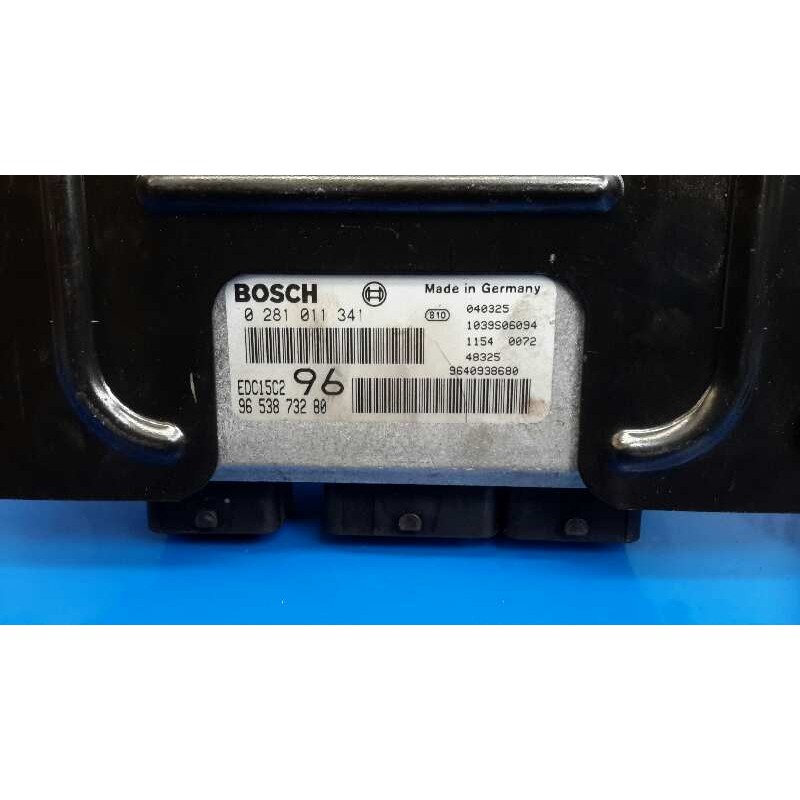 BOSCH
Made in Germany
0 281 011 341
810
040325
1039S06094
1154 0072
48325
EDC15C2 96
9640938680
96 538 732 80